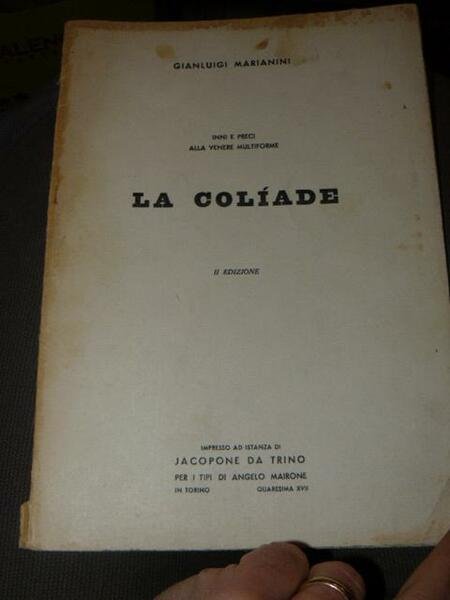 GIANLUIGI MARIANINI
INNI E PRECI
ALLA VENERE MULTIFORME
LA COLÍADE
II EDIZIONE
IMPRESSO AD ISTANZA DI
JACOPONE DA TRINO
PER I TIPI DI ANGELO MAIRONE
IN TORINO QUARESIMA XVII